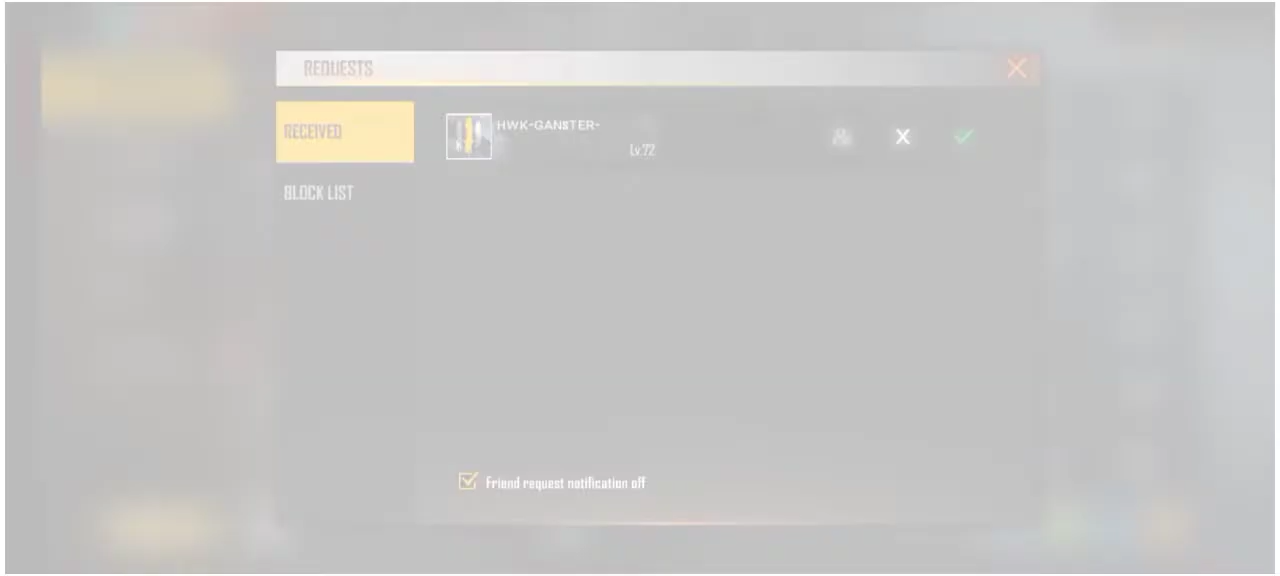 REQUESTS
RECEIVED
HWK-GANSTER-
Lv.72
BLOCK LIST
Friend request notification off